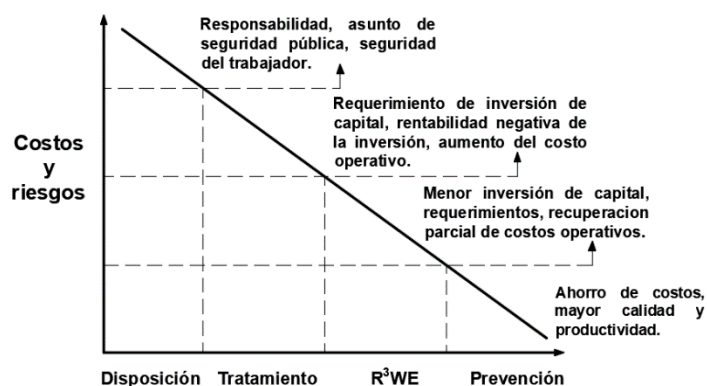 Responsabilidad, asunto de
seguridad pública, seguridad
del trabajador.
Requerimiento de inversión de
capital, rentabilidad negativa de
la inversión, aumento del costo
operativo.
Costos
y
riesgos
Menor inversión de capital,
requerimientos, recuperacion
parcial de costos operativos.
Ahorro de costos,
mayor calidad y
productividad.
Disposición Tratamiento R³WE Prevención